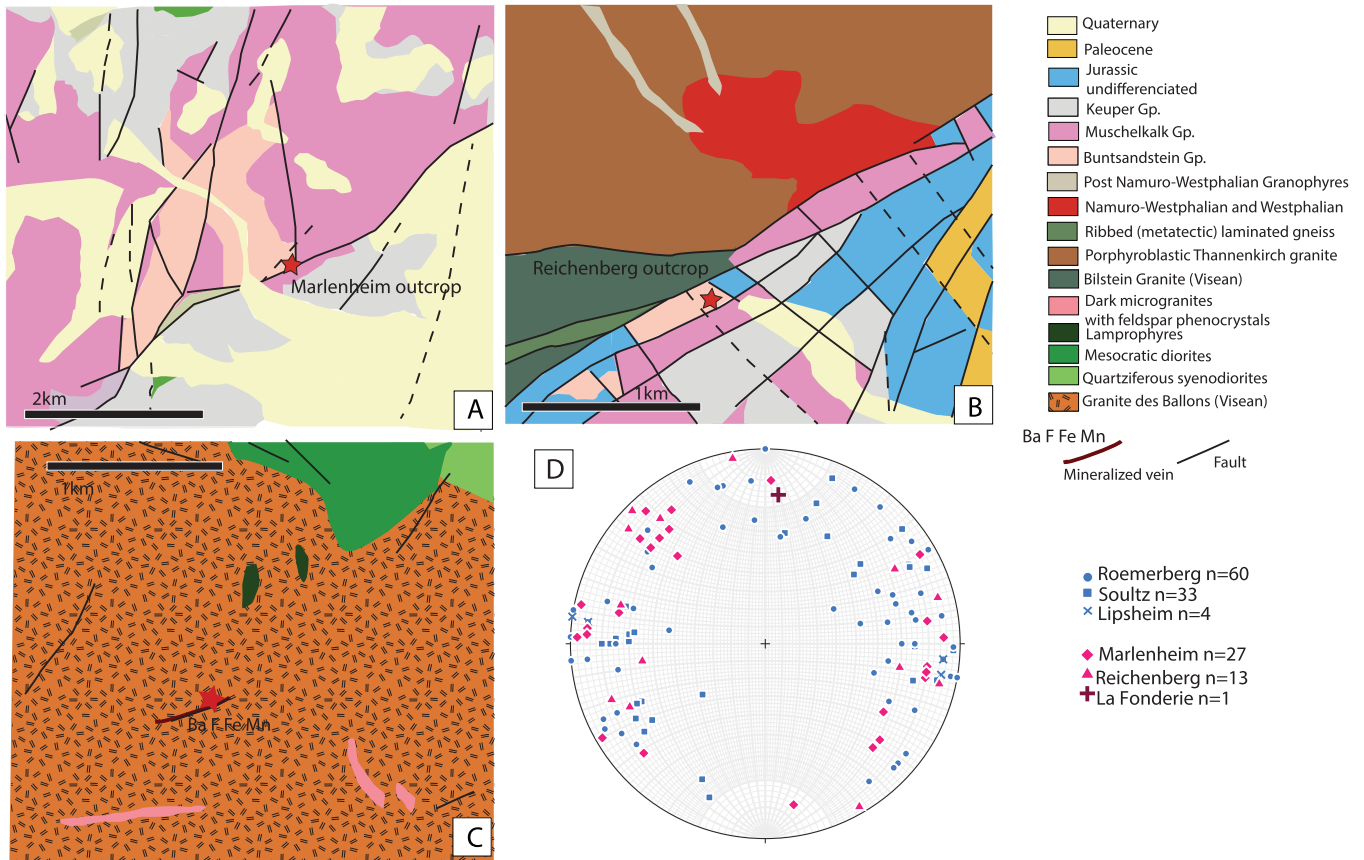 2km
Marlenheim outcrop
A
Reichenberg outcrop
1km
B
1km
Ba F Fe Mn
C
D
Quaternary
Paleocene
Jurassic
undifferenciated
Keuper Gp.
Muschelkalk Gp.
Buntsandstein Gp.
Post Namuro-Westphalian Granophyres
Namuro-Westphalian and Westphalian
Ribbed (metatectic) laminated gneiss
Porphyroblastic Thannenkirch granite
Bilstein Granite (Visean)
Dark microgranites
with feldspar phenocrystals
Lamprophyres
Mesocratic diorites
Quartziferous syenodiorites
Granite des Ballons (Visean)
Ba F Fe Mn
Mineralized vein
Fault
Roemerberg n=60
Soultz n=33
Lipsheim n=4
Marlenheim n=27
Reichenberg n=13
La Fonderie n=1